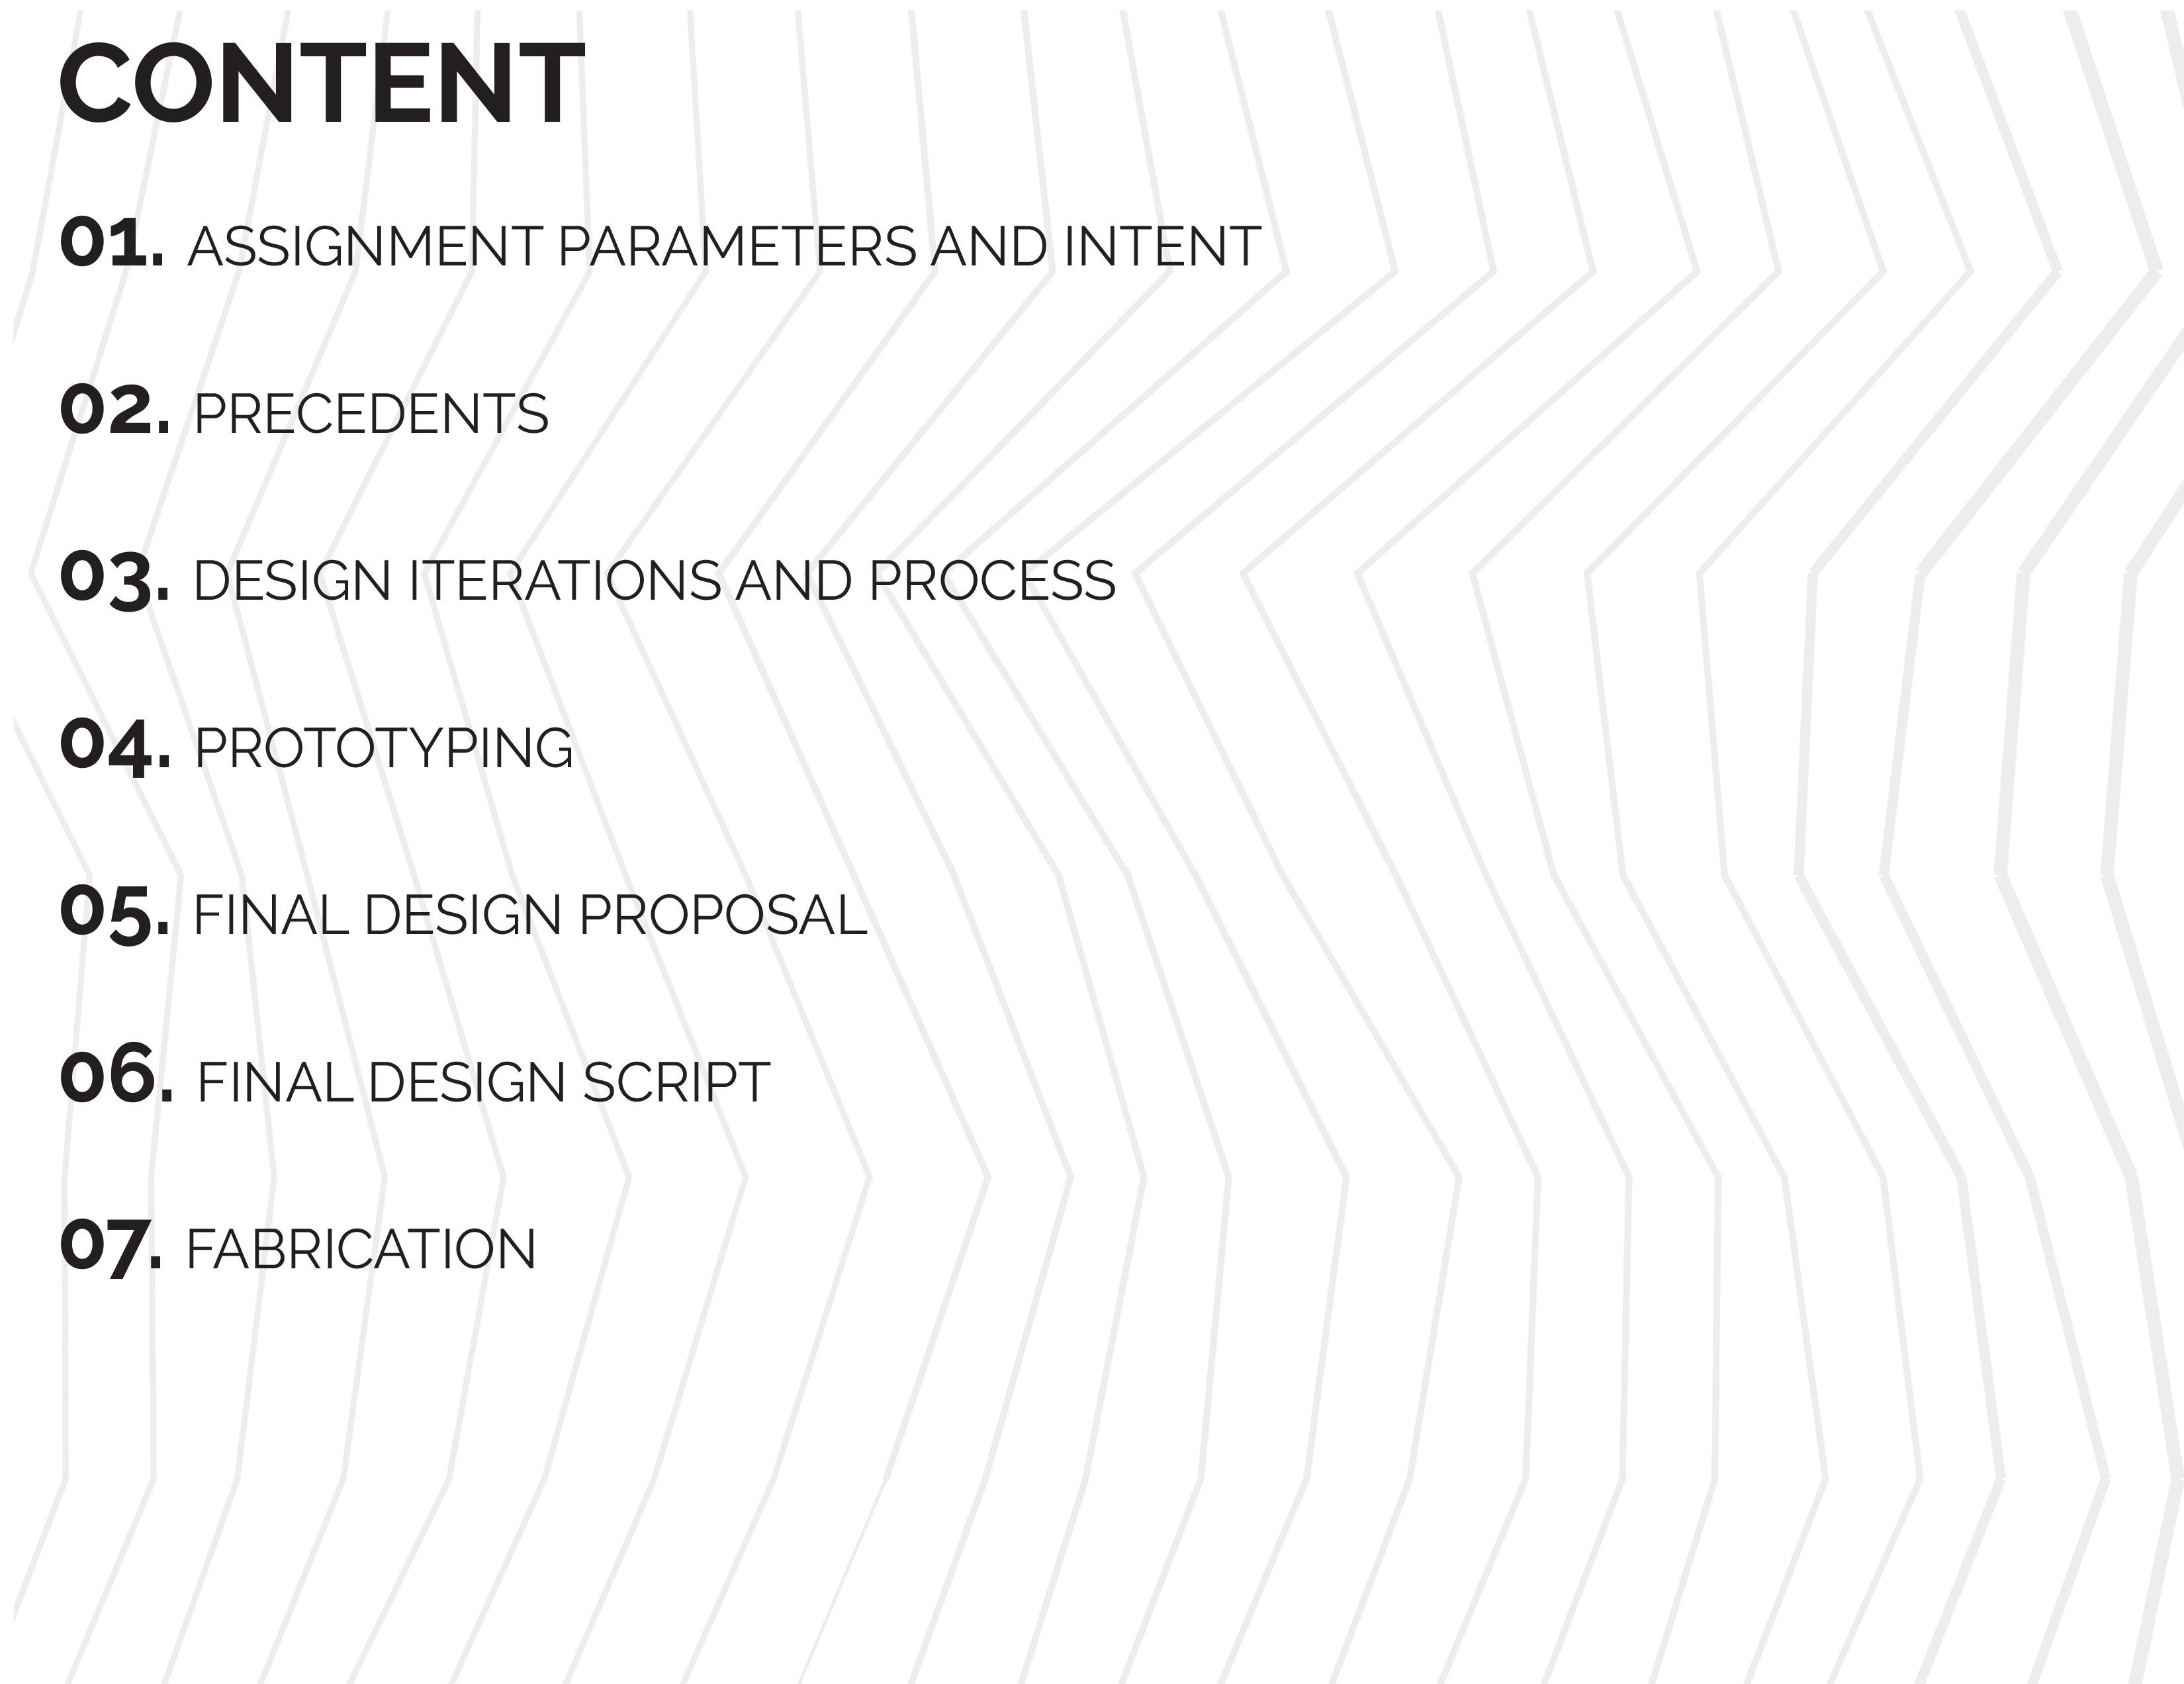 CONTENT
01. ASSIGNMENT PARAMETERS AND INTENT
02. PRECEDENTS
03. DESIGN ITERATIONS AND PROCESS
04. PROTOTYPING
05. FINAL DESIGN PROPOSAL
06. FINAL DESIGN SCRIPT
07. FABRICATION